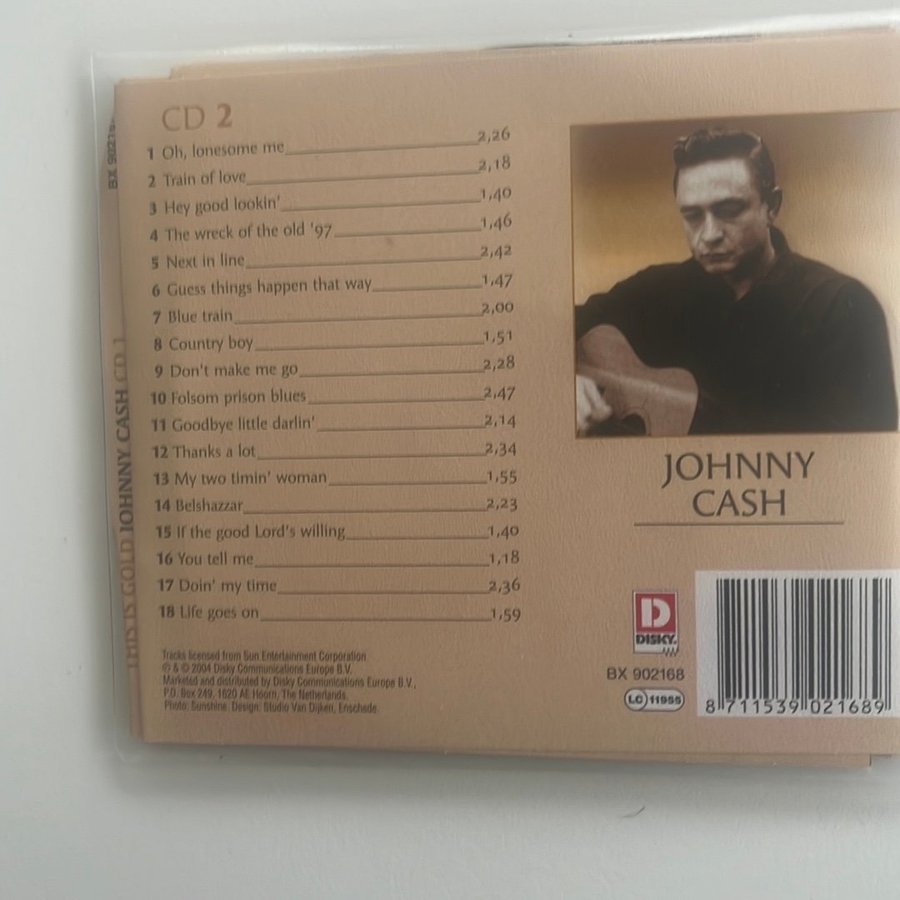 CD 2
1 Oh, lonesome me 2,26
2 Train of love 2,18
3 Hey good lookin' 1,40
4 The wreck of the old '97 1,46
5 Next in line 2,42
6 Guess things happen that way 1,47
7 Blue train 2,00
8 Country boy 1,51
9 Don't make me go 2,28
10 Folsom prison blues 2,47
11 Goodbye little darlin' 2,14
12 Thanks a lot 2,34
13 My two timin' woman 1,55
14 Belshazzar 2,23
15 If the good Lord's willing 1,40
16 You tell me 1,18
17 Doin' my time 2,36
18 Life goes on 1,59
Tracks licensed from Sun Entertainment Corporation.
℗ & © 2004 Disky Communications Europe B.V.
Marketed and distributed by Disky Communications Europe B.V.,
P.O. Box 249, 1620 AE Hoorn, The Netherlands.
Photo: Sunshine. Design: Studio Van Dijken, Enschede.
JOHNNY
CASH
D
DISKY.
BX 902168
LC 11955
8 711539 021689
THIS IS GOLD JOHNNY CASH CD 1